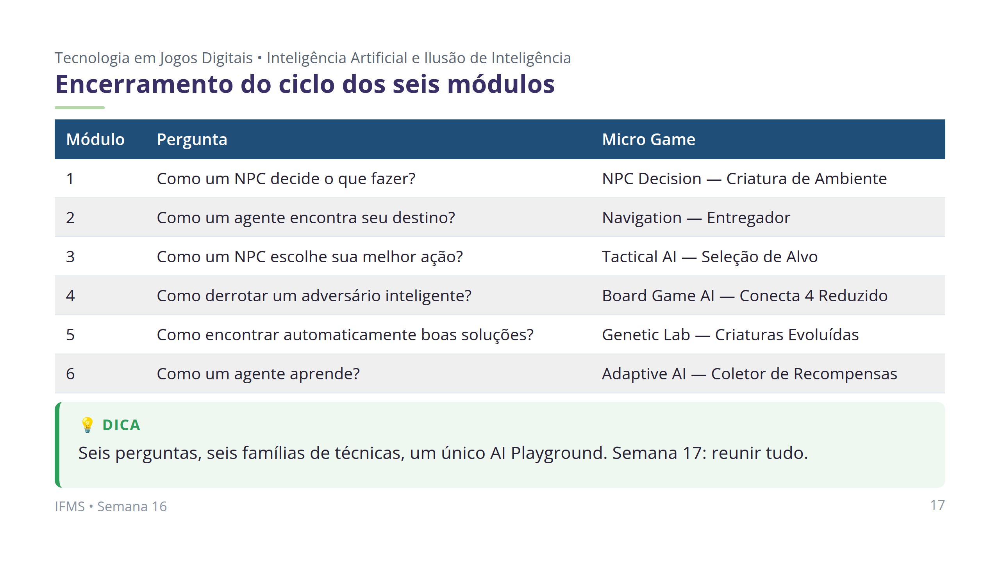 Tecnologia em Jogos Digitais • Inteligência Artificial e Ilusão de Inteligência
Encerramento do ciclo dos seis módulos
Módulo Pergunta Micro Game
1 Como um NPC decide o que fazer? NPC Decision — Criatura de Ambiente
2 Como um agente encontra seu destino? Navigation — Entregador
3 Como um NPC escolhe sua melhor ação? Tactical AI — Seleção de Alvo
4 Como derrotar um adversário inteligente? Board Game AI — Conecta 4 Reduzido
5 Como encontrar automaticamente boas soluções? Genetic Lab — Criaturas Evoluídas
6 Como um agente aprende? Adaptive AI — Coletor de Recompensas
💡 DICA
Seis perguntas, seis famílias de técnicas, um único AI Playground. Semana 17: reunir tudo.
IFMS • Semana 16
17